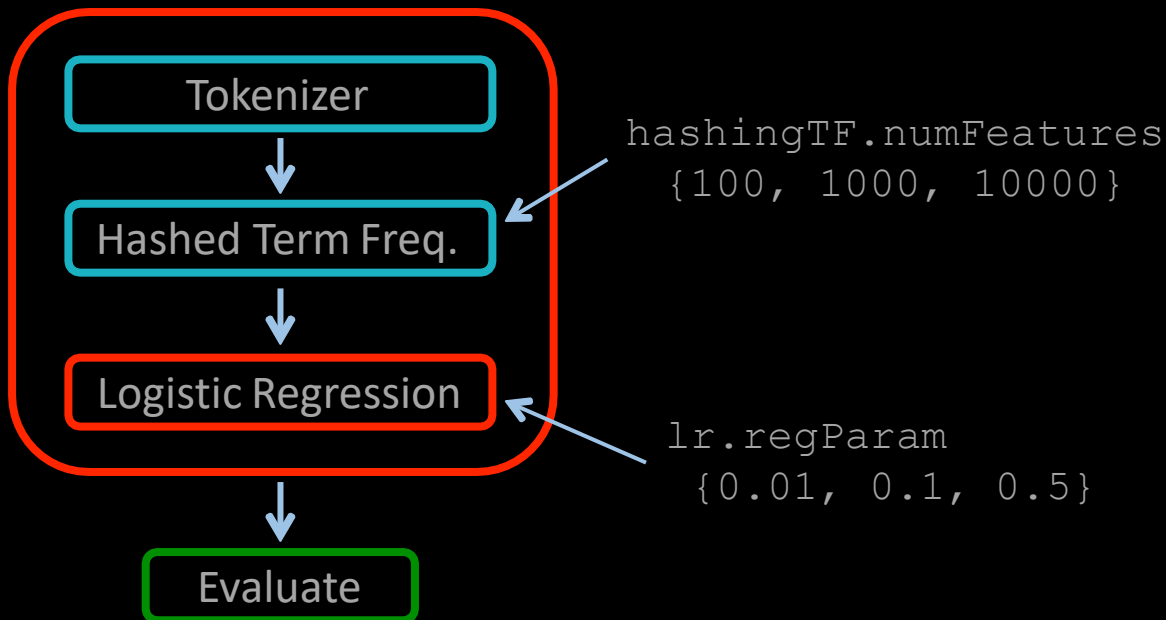 Tokenizer
hashingTF.numFeatures
{100, 1000, 10000}
Hashed Term Freq.
Logistic Regression
lr.regParam
{0.01, 0.1, 0.5}
Evaluate